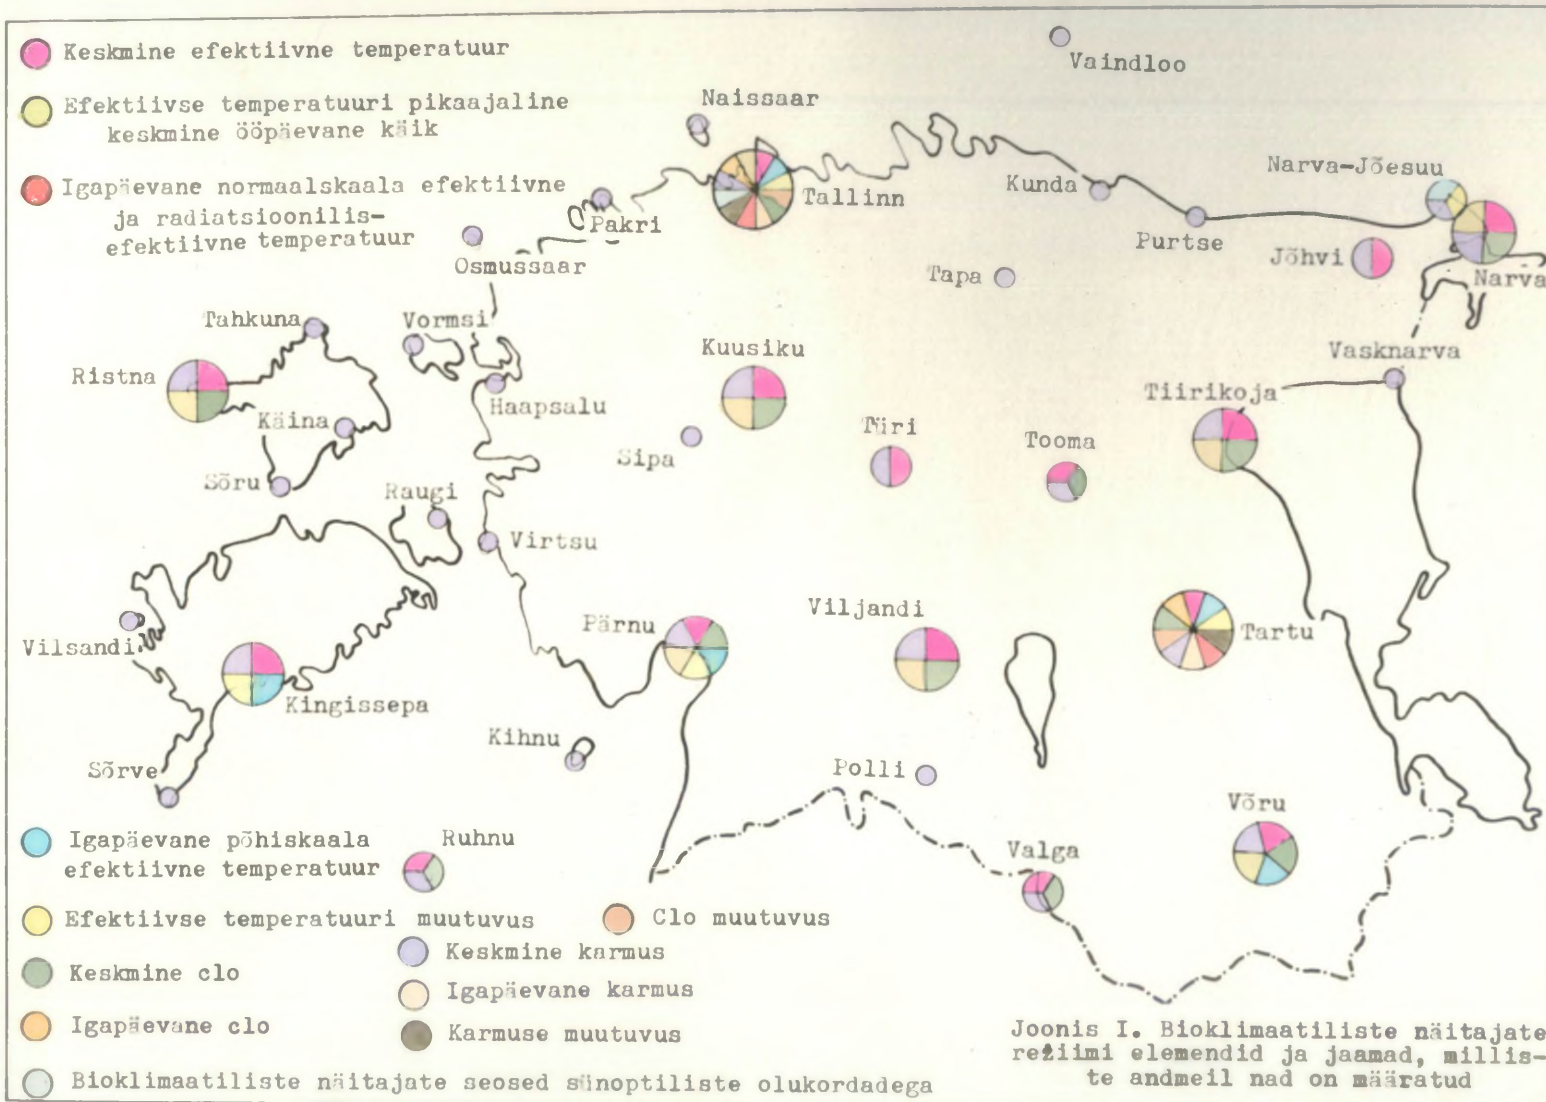 Keskmine efektiivne temperatuur
Efektiivse temperatuuri pikaajaline
keskmine ööpäevane käik
Igapäevane normaalskaala efektiivne
ja radiatsioonilis-
efektiivne temperatuur
Vaindloo
Naissaar
Tallinn
Pakri
Osmussaar
Kunda
Purtse
Narva-Jõesuu
Jõhvi
Narva
Tapa
Tahkuna
Vormsi
Ristna
Käina
Haapsalu
Kuusiku
Sipa
Türi
Tooma
Tiirikoja
Vasknarva
Sõru
Raugi
Virtsu
Vilsandi
Kingissepa
Pärnu
Viljandi
Tartu
Kihnu
Sõrve
Polli
Võru
Valga
Ruhnu
Igapäevane põhiskaala
efektiivne temperatuur
Efektiivse temperatuuri muutuvus
Clo muutuvus
Keskmine clo
Keskmine karmus
Igapäevane karmus
Igapäevane clo
Karmuse muutuvus
Bioklimaatiliste näitajate seosed sünoptiliste olukordadega
Joonis I. Bioklimaatiliste näitajate
režiimi elemendid ja jaamad, millis-
te andmeil nad on määratud